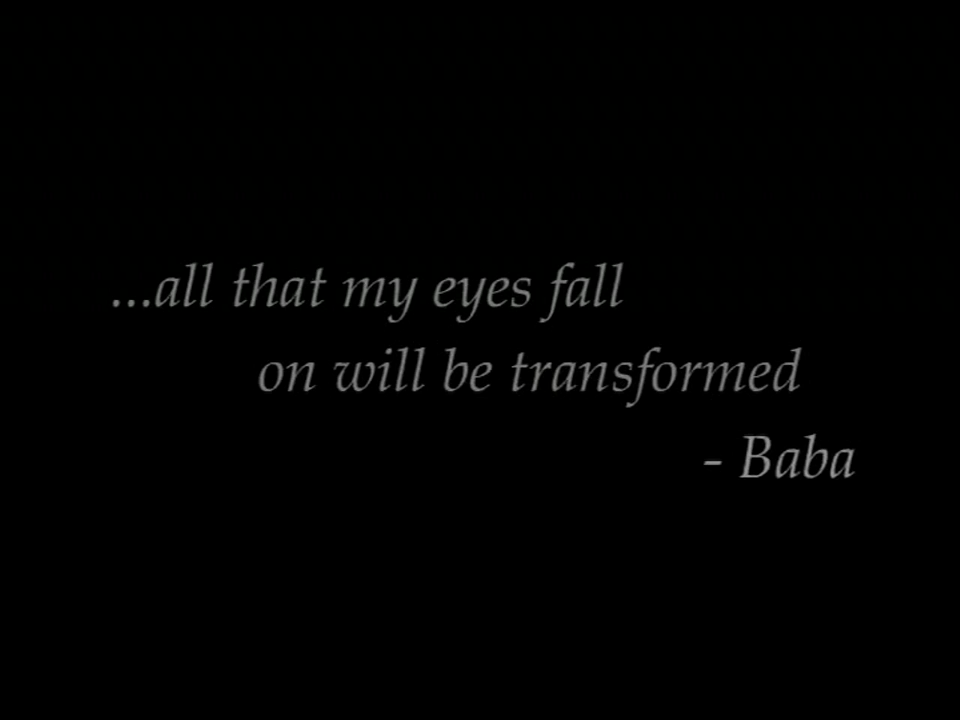 ...all that my eyes fall
on will be transformed
- Baba